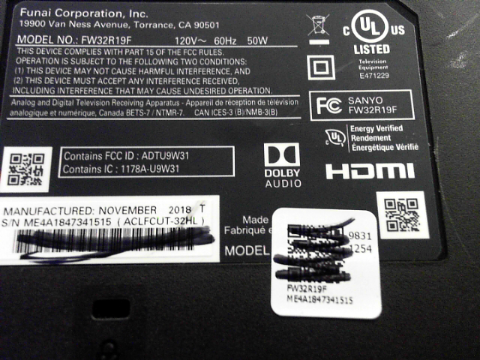 Funai Corporation, Inc.
19900 Van Ness Avenue, Torrance, CA 90501
MODEL NO.: FW32R19F 120V~ 60Hz 50W
THIS DEVICE COMPLIES WITH PART 15 OF THE FCC RULES.
OPERATION IS SUBJECT TO THE FOLLOWING TWO CONDITIONS:
(1) THIS DEVICE MAY NOT CAUSE HARMFUL INTERFERENCE, AND
(2) THIS DEVICE MUST ACCEPT ANY INTERFERENCE RECEIVED,
INCLUDING INTERFERENCE THAT MAY CAUSE UNDESIRED OPERATION.
Analog and Digital Television Receiving Apparatus - Appareil de réception de télévision
analogique et numérique, Canada BETS-7 / NTMR-7. CAN ICES-3 (B)/NMB-3(B)
C UL US
LISTED
Television
Equipment
E471229
FC SANYO
FW32R19F
UL Energy Verified
Rendement
Énergétique Vérifié
Contains FCC ID : ADTU9W31
Contains IC : 1178A-U9W31
DOLBY
AUDIO
HDMI
MANUFACTURED: NOVEMBER 2018 T
S/N ME4A1847341515 ( ACLFCUT-32HL )
Made
Fabriqué e
MODEL
9831
1254
FW32R19F
ME4A1847341515